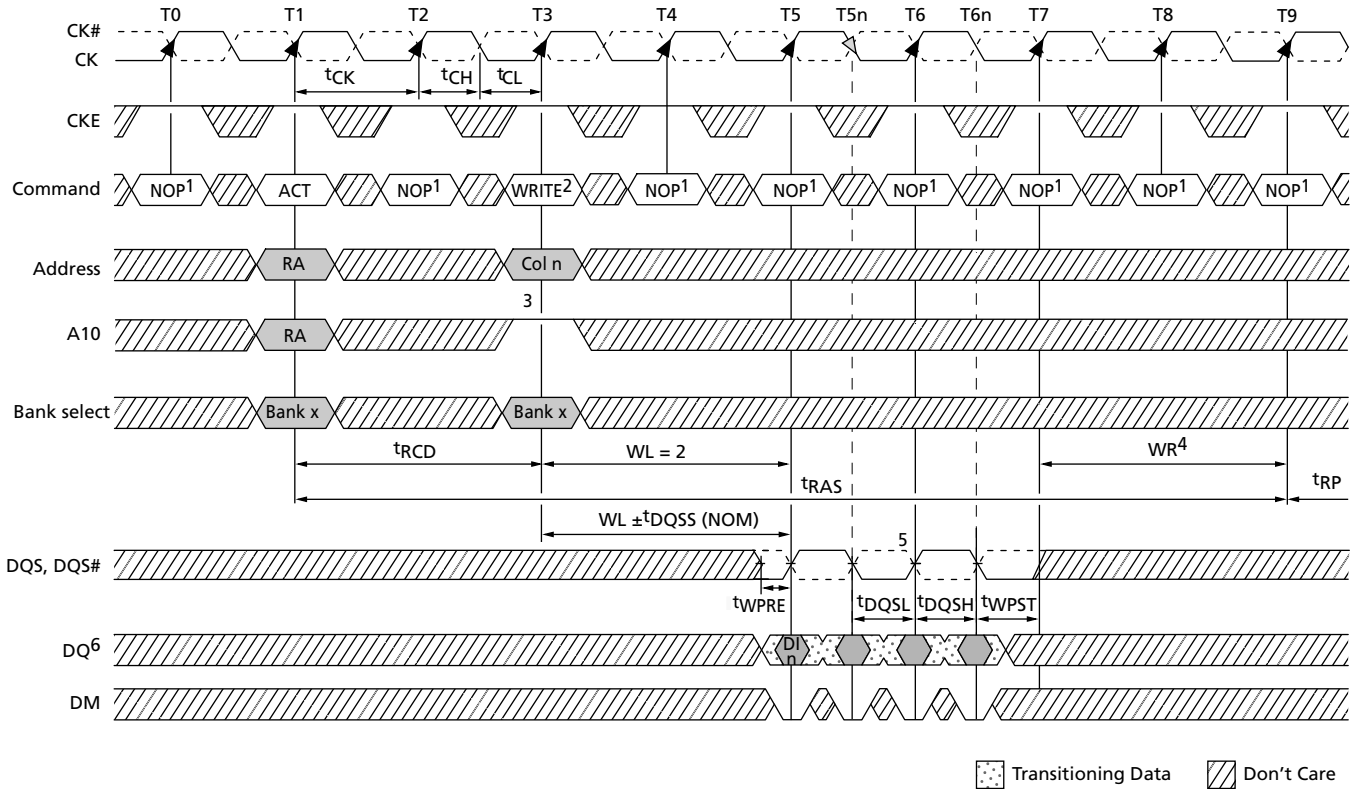 T0 T1 T2 T3 T4 T5 T5n T6 T6n T7 T8 T9
CK#
CK
tCK tCH tCL
CKE
Command NOP1 ACT NOP1 WRITE2 NOP1 NOP1 NOP1 NOP1 NOP1 NOP1
Address RA Col n
3
A10 RA
Bank select Bank x Bank x
tRCD WL = 2 WR4
tRAS tRP
WL ±tDQSS (NOM)
5
DQS, DQS#
tWPRE tDQSL tDQSH tWPST
DQ6 DI
n
DM
Transitioning Data Don't Care